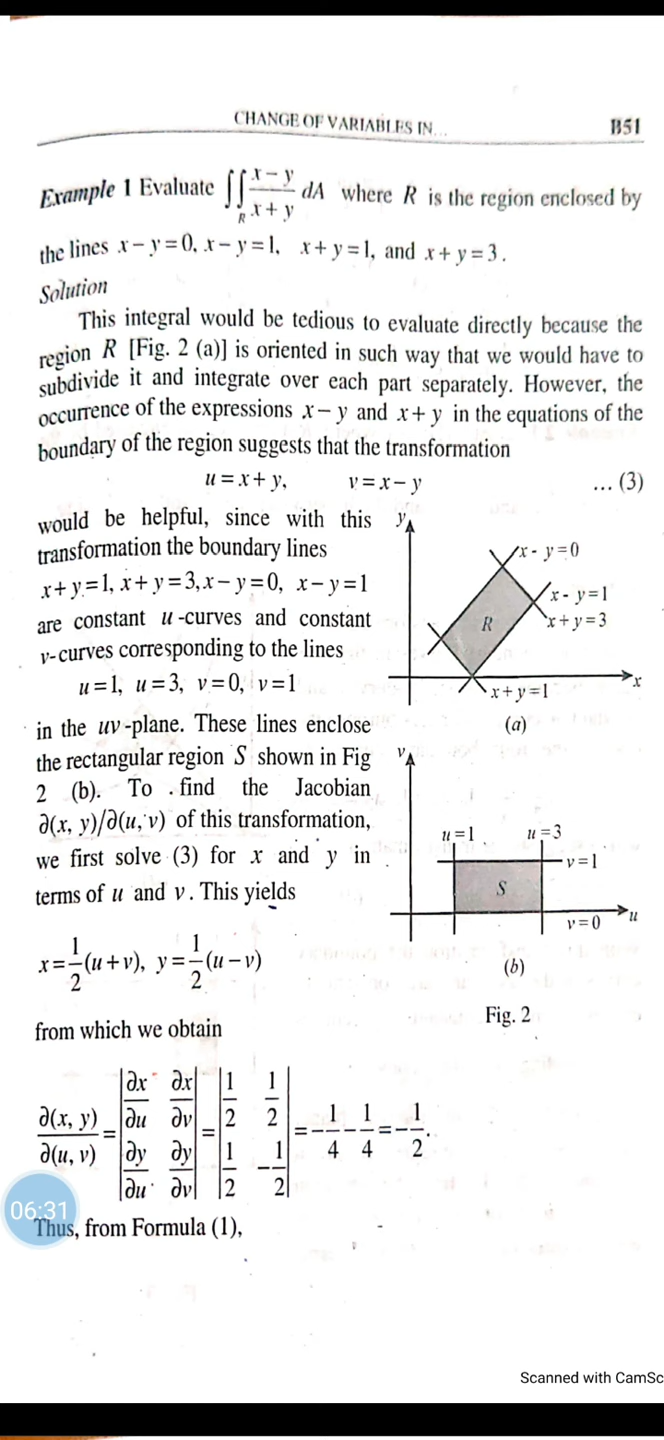 CHANGE OF VARIABLES IN... B51
Example 1 Evaluate ∬_R (x − y)/(x + y) dA where R is the region enclosed by
the lines x − y = 0, x − y = 1, x + y = 1, and x + y = 3.
Solution
This integral would be tedious to evaluate directly because the
region R [Fig. 2 (a)] is oriented in such way that we would have to
subdivide it and integrate over each part separately. However, the
occurrence of the expressions x − y and x + y in the equations of the
boundary of the region suggests that the transformation
u = x + y, v = x − y ... (3)
would be helpful, since with this
transformation the boundary lines
x + y = 1, x + y = 3, x − y = 0, x − y = 1
are constant u-curves and constant
v-curves corresponding to the lines
u = 1, u = 3, v = 0, v = 1
in the uv-plane. These lines enclose
the rectangular region S shown in Fig
2 (b). To find the Jacobian
∂(x, y)/∂(u, v) of this transformation,
we first solve (3) for x and y in
terms of u and v. This yields
x = 1/2 (u + v), y = 1/2 (u − v)
from which we obtain
y
x - y = 0
x - y = 1
R
x + y = 3
x
x + y = 1
(a)
v
u = 1
u = 3
v = 1
S
u
v = 0
(b)
Fig. 2
∂(x, y)/∂(u, v) = |∂x/∂u ∂x/∂v; ∂y/∂u ∂y/∂v| = |1/2 1/2; 1/2 −1/2| = −1/4 − 1/4 = −1/2.
06:31
Thus, from Formula (1),
Scanned with CamSc